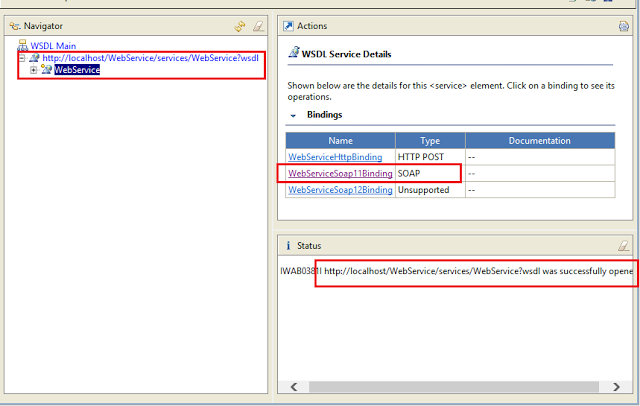 Navigator
WSDL Main
http://localhost/WebService/services/WebService?wsdl
WebService
Actions
WSDL Service Details
Shown below are the details for this <service> element. Click on a binding to see its
operations.
Bindings
Name Type Documentation
WebServiceHttpBinding HTTP POST --
WebServiceSoap11Binding SOAP --
WebServiceSoap12Binding Unsupported --
i Status
IWAB0381I http://localhost/WebService/services/WebService?wsdl was successfully opene